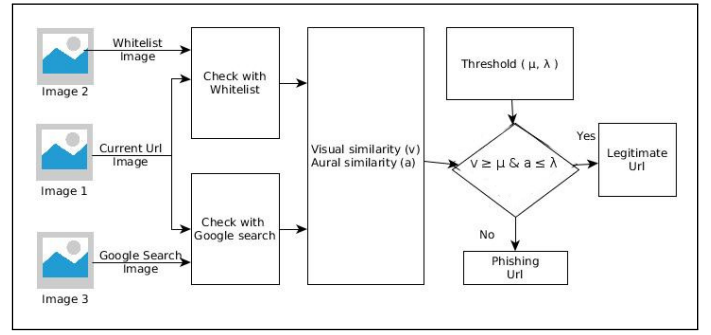 Whitelist
Image
Image 2
Current Url
Image
Image 1
Google Search
Image
Image 3
Check with
Whitelist
Check with
Google search
Visual similarity (v)
Aural similarity (a)
Threshold ( μ, λ )
v ≥ μ & a ≤ λ
Yes
Legitimate
Url
No
Phishing
Url